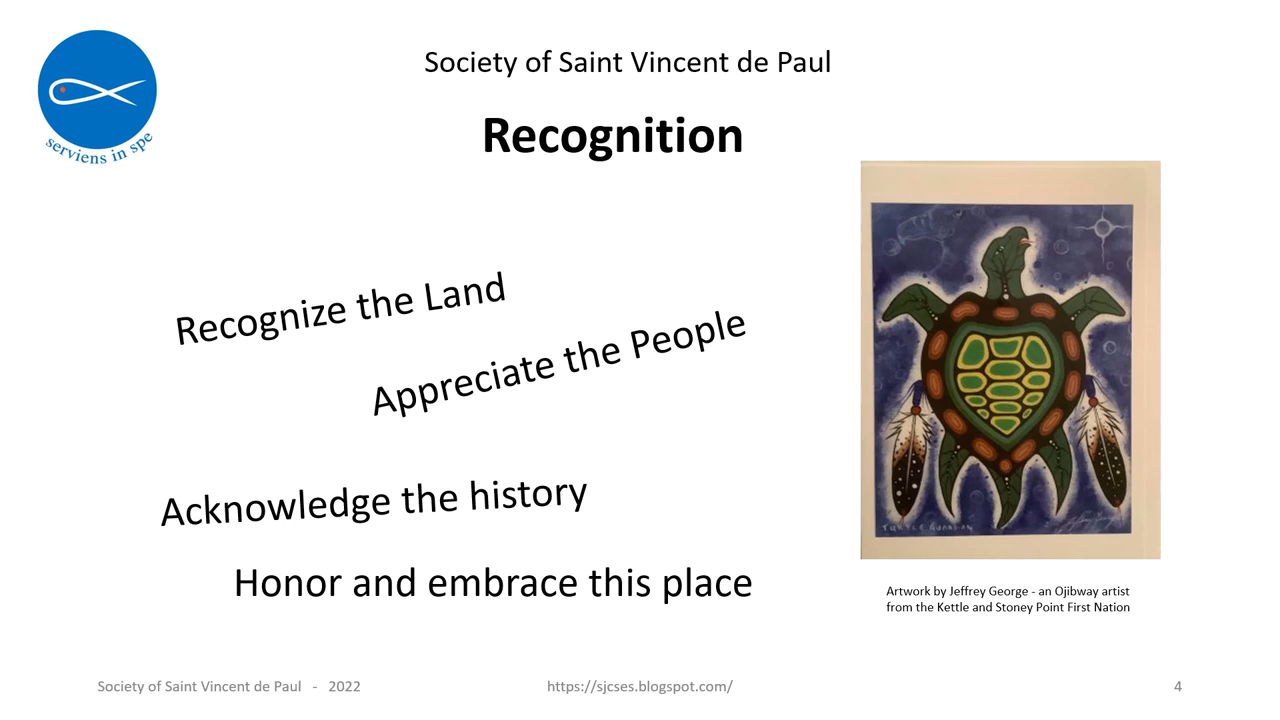 Society of Saint Vincent de Paul
serviens in spe
Recognition
Recognize the Land
Appreciate the People
Acknowledge the history
Honor and embrace this place
TURTLE GUARDIAN
Artwork by Jeffrey George - an Ojibway artist
from the Kettle and Stoney Point First Nation
Society of Saint Vincent de Paul - 2022
https://sjcses.blogspot.com/
4